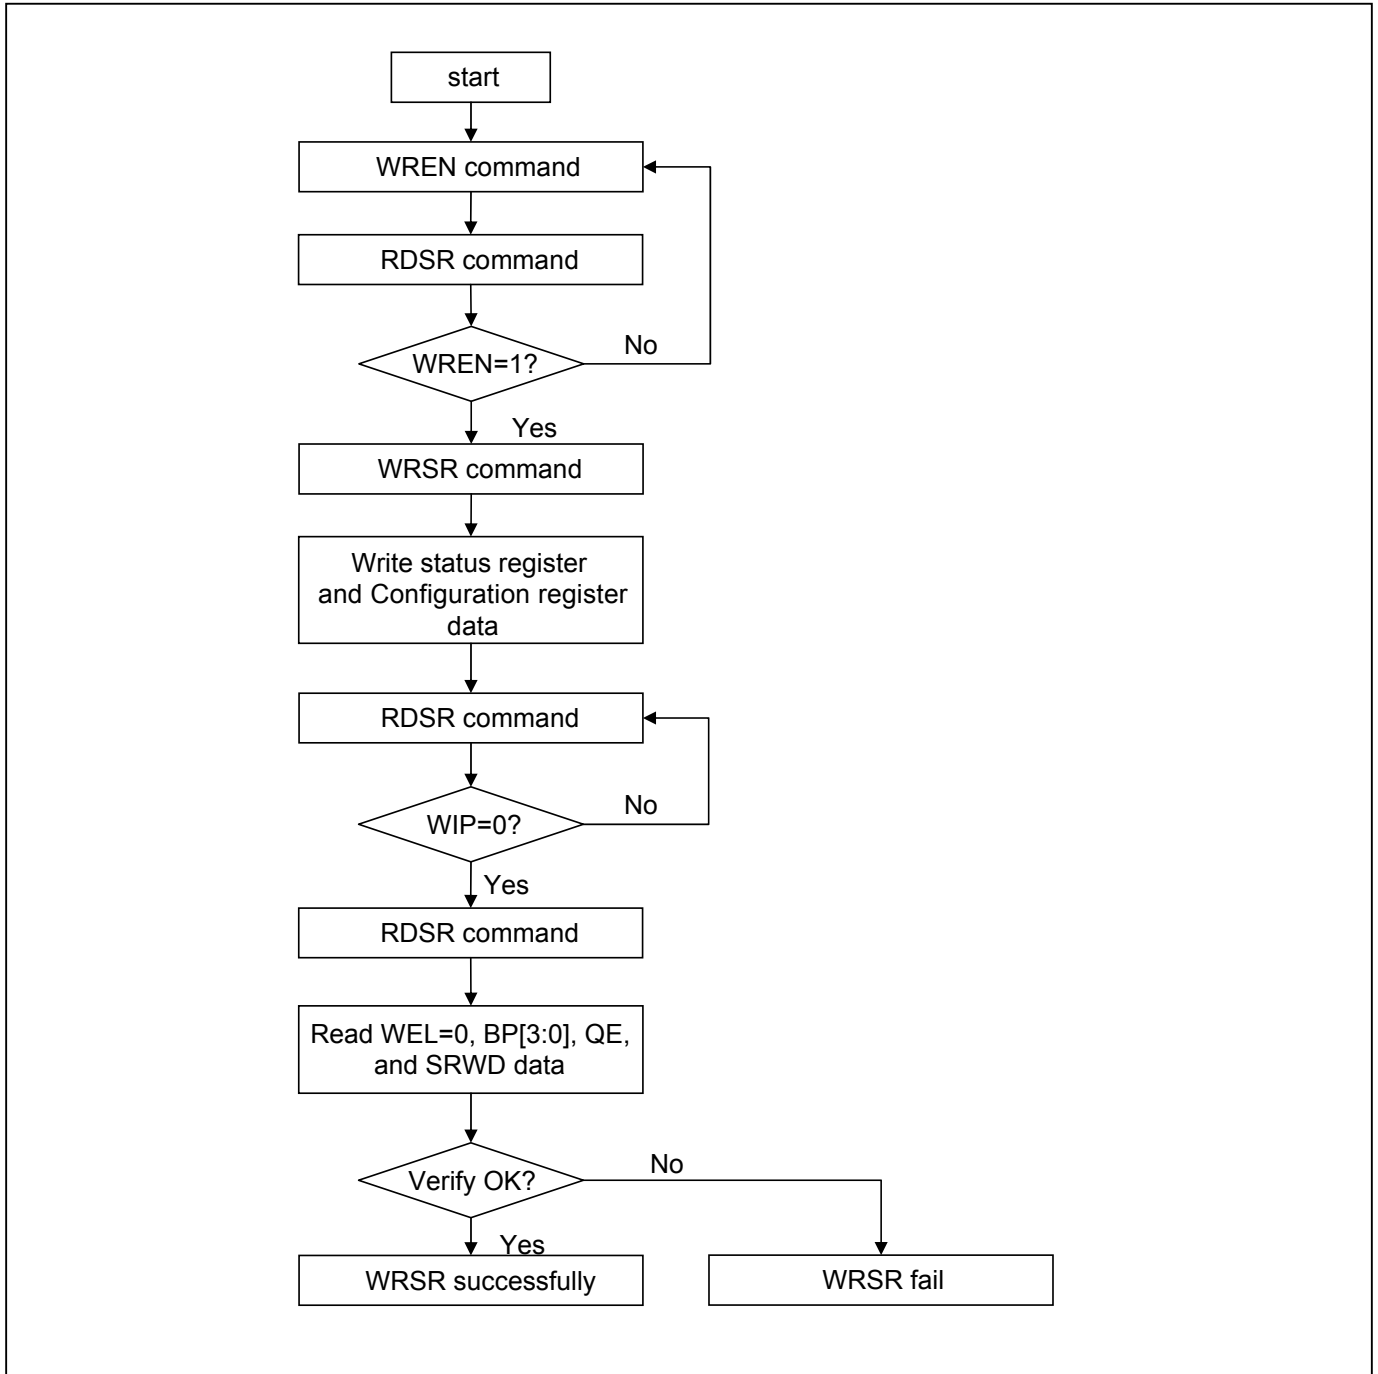 start
WREN command
RDSR command
WREN=1?
No
Yes
WRSR command
Write status register
and Configuration register
data
RDSR command
WIP=0?
No
Yes
RDSR command
Read WEL=0, BP[3:0], QE,
and SRWD data
Verify OK?
No
Yes
WRSR successfully
WRSR fail